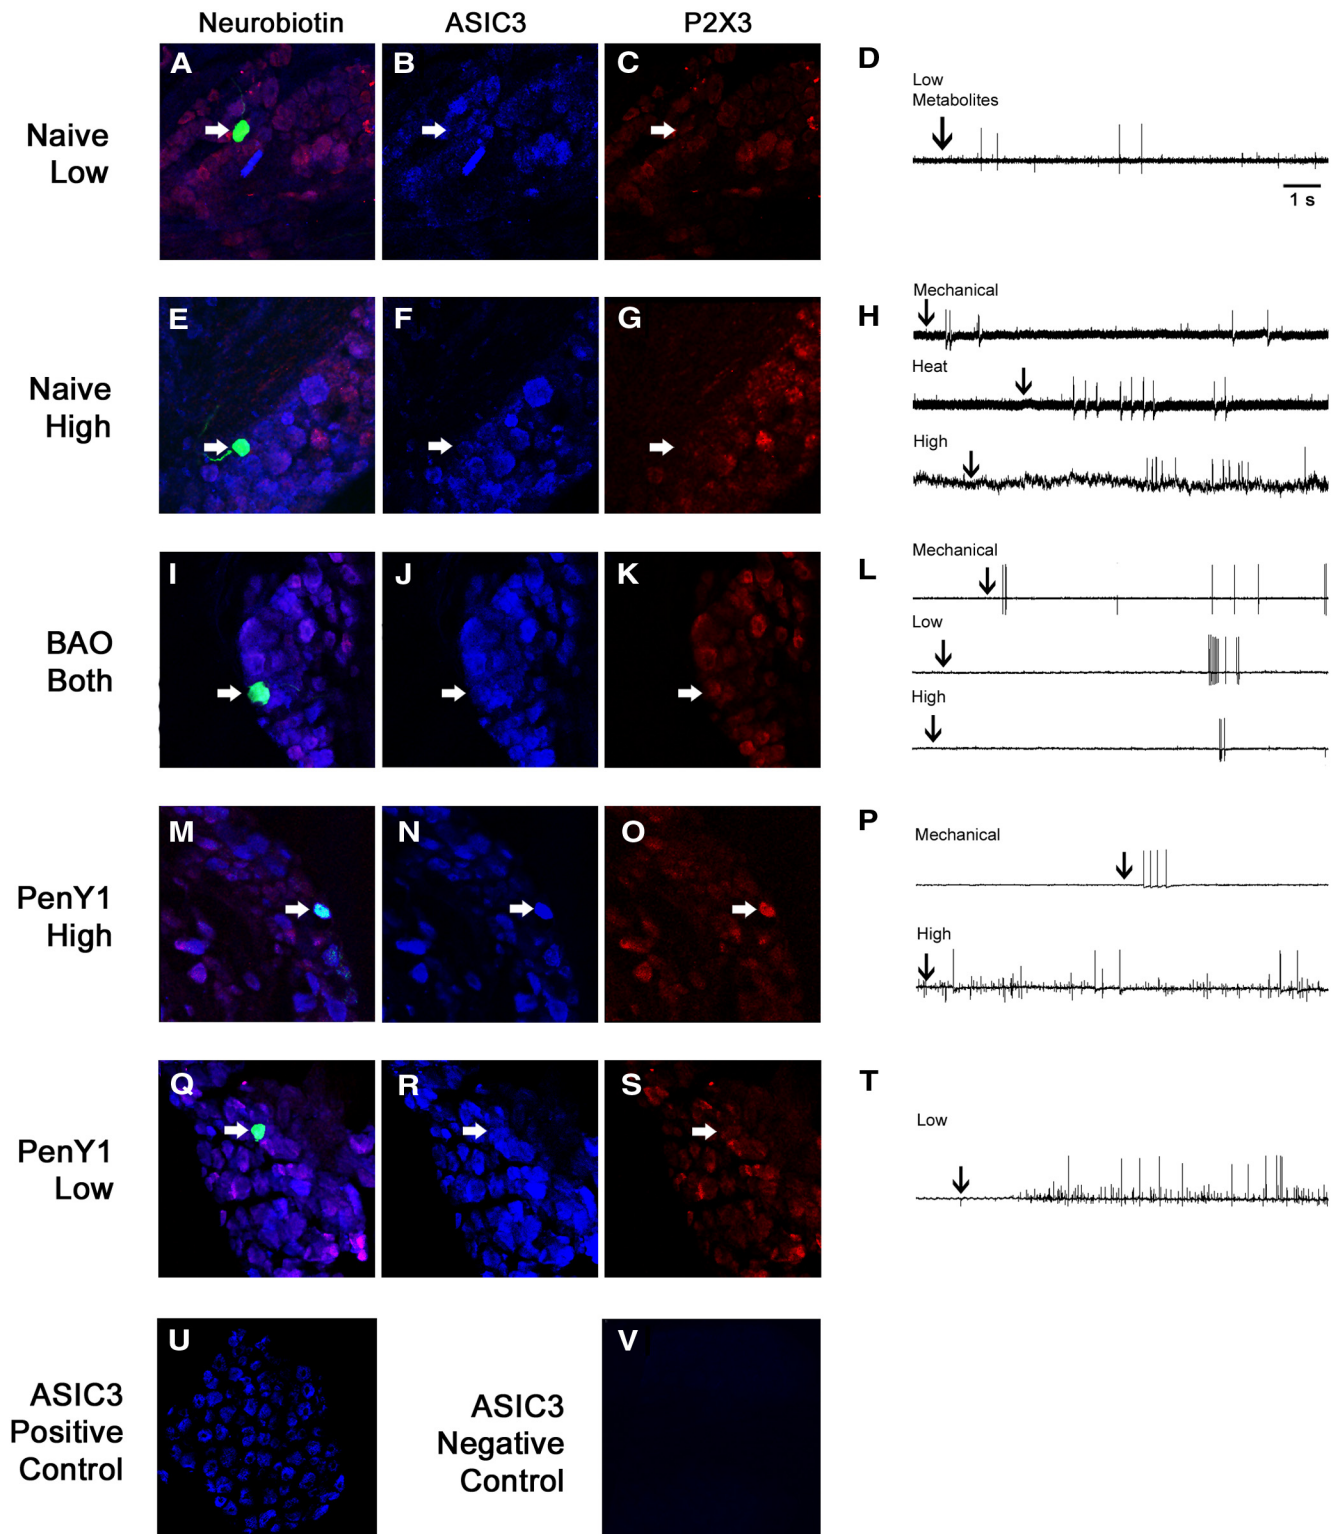 Neurobiotin ASIC3 P2X3
Naive
Low
A B C D
Low
Metabolites
1 s
Naive
High
E F G H
Mechanical
Heat
High
BAO
Both
I J K L
Mechanical
Low
High
PenY1
High
M N O P
Mechanical
High
PenY1
Low
Q R S T
Low
ASIC3
Positive
Control
U
ASIC3
Negative
Control
V